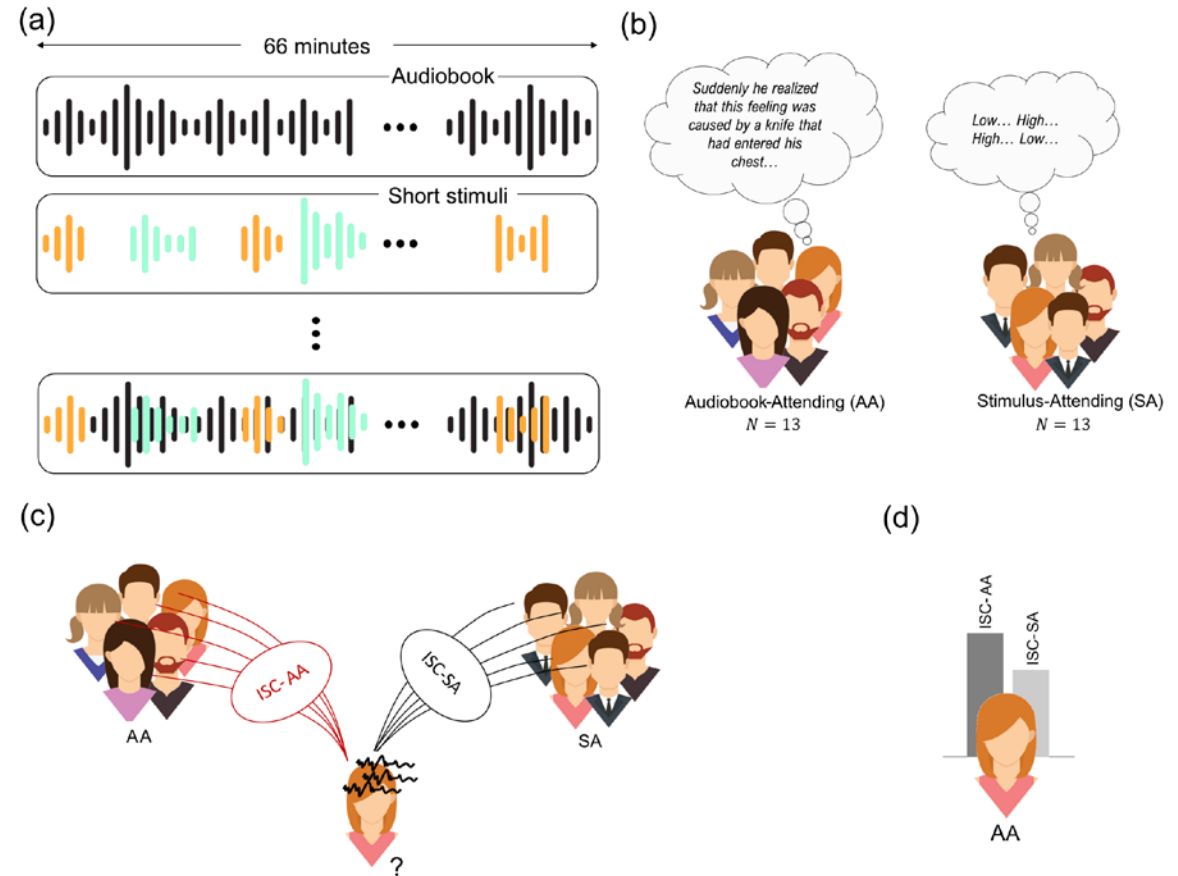 (a)
66 minutes
Audiobook
Short stimuli
(b)
Suddenly he realized
that this feeling was
caused by a knife that
had entered his
chest…
Low… High…
High… Low…
Audiobook-Attending (AA)
N = 13
Stimulus-Attending (SA)
N = 13
(c)
ISC-AA
ISC-SA
AA
SA
?
(d)
ISC-AA
ISC-SA
AA